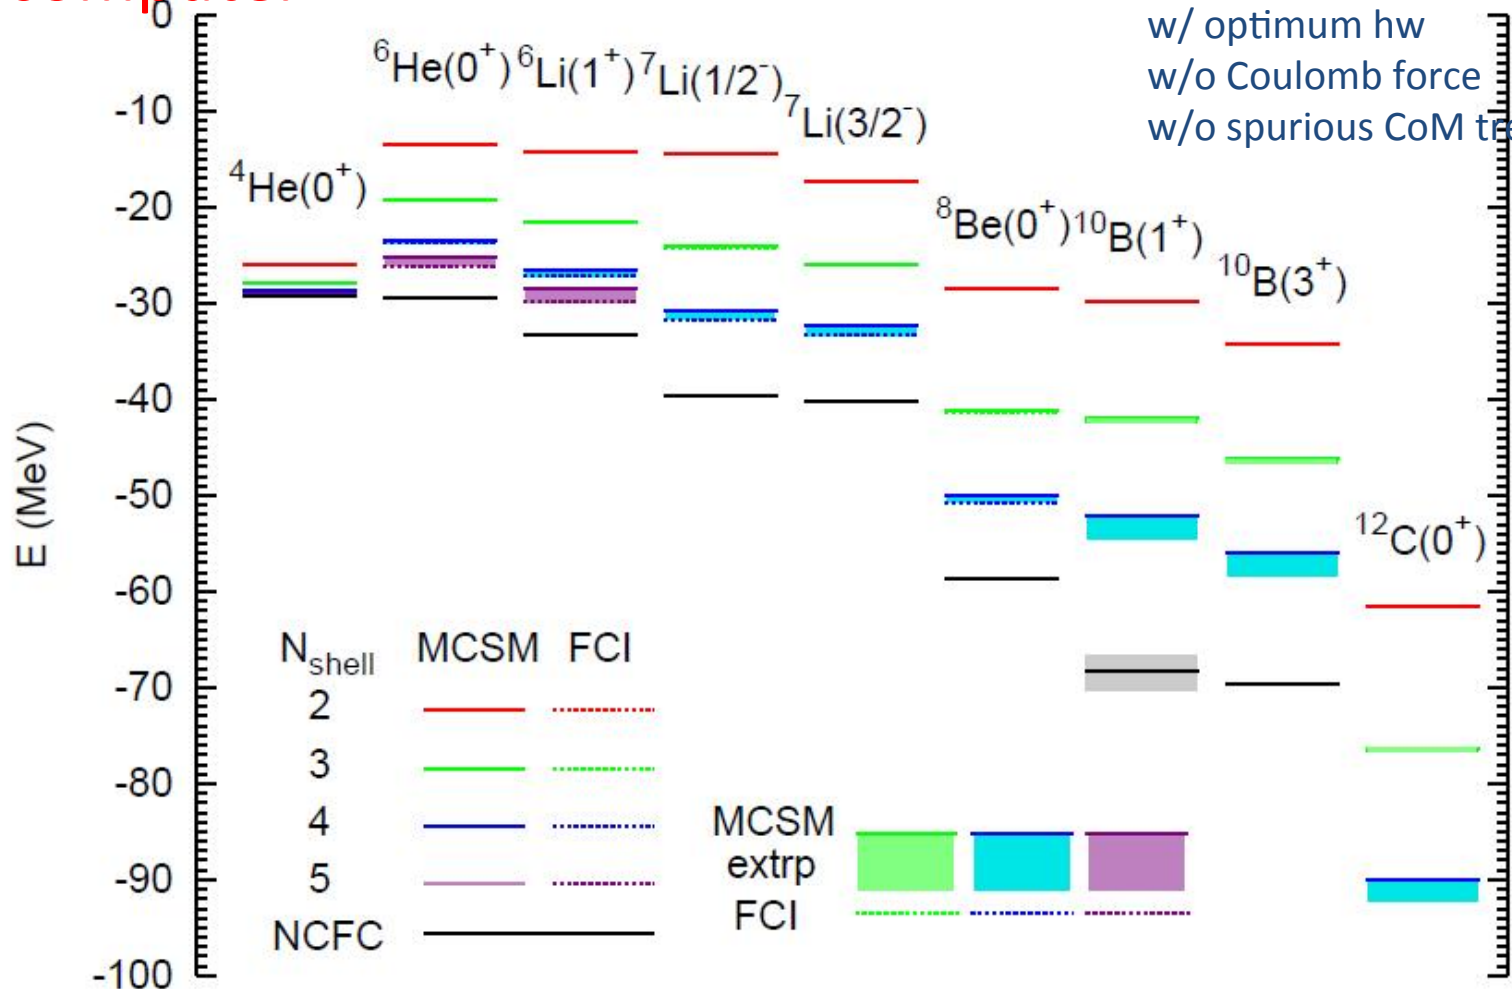 w/ optimum hw
w/o Coulomb force
w/o spurious CoM
0
-10
-20
-30
-40
-50
-60
-70
-80
-90
-100
E (MeV)
⁴He(0⁺)
⁶He(0⁺)
⁶Li(1⁺)
⁷Li(1/2⁻)
⁷Li(3/2⁻)
⁸Be(0⁺)
¹⁰B(1⁺)
¹⁰B(3⁺)
¹²C(0⁺)
N_shell MCSM FCI
2
3
4
5
NCFC
MCSM
extrp
FCI